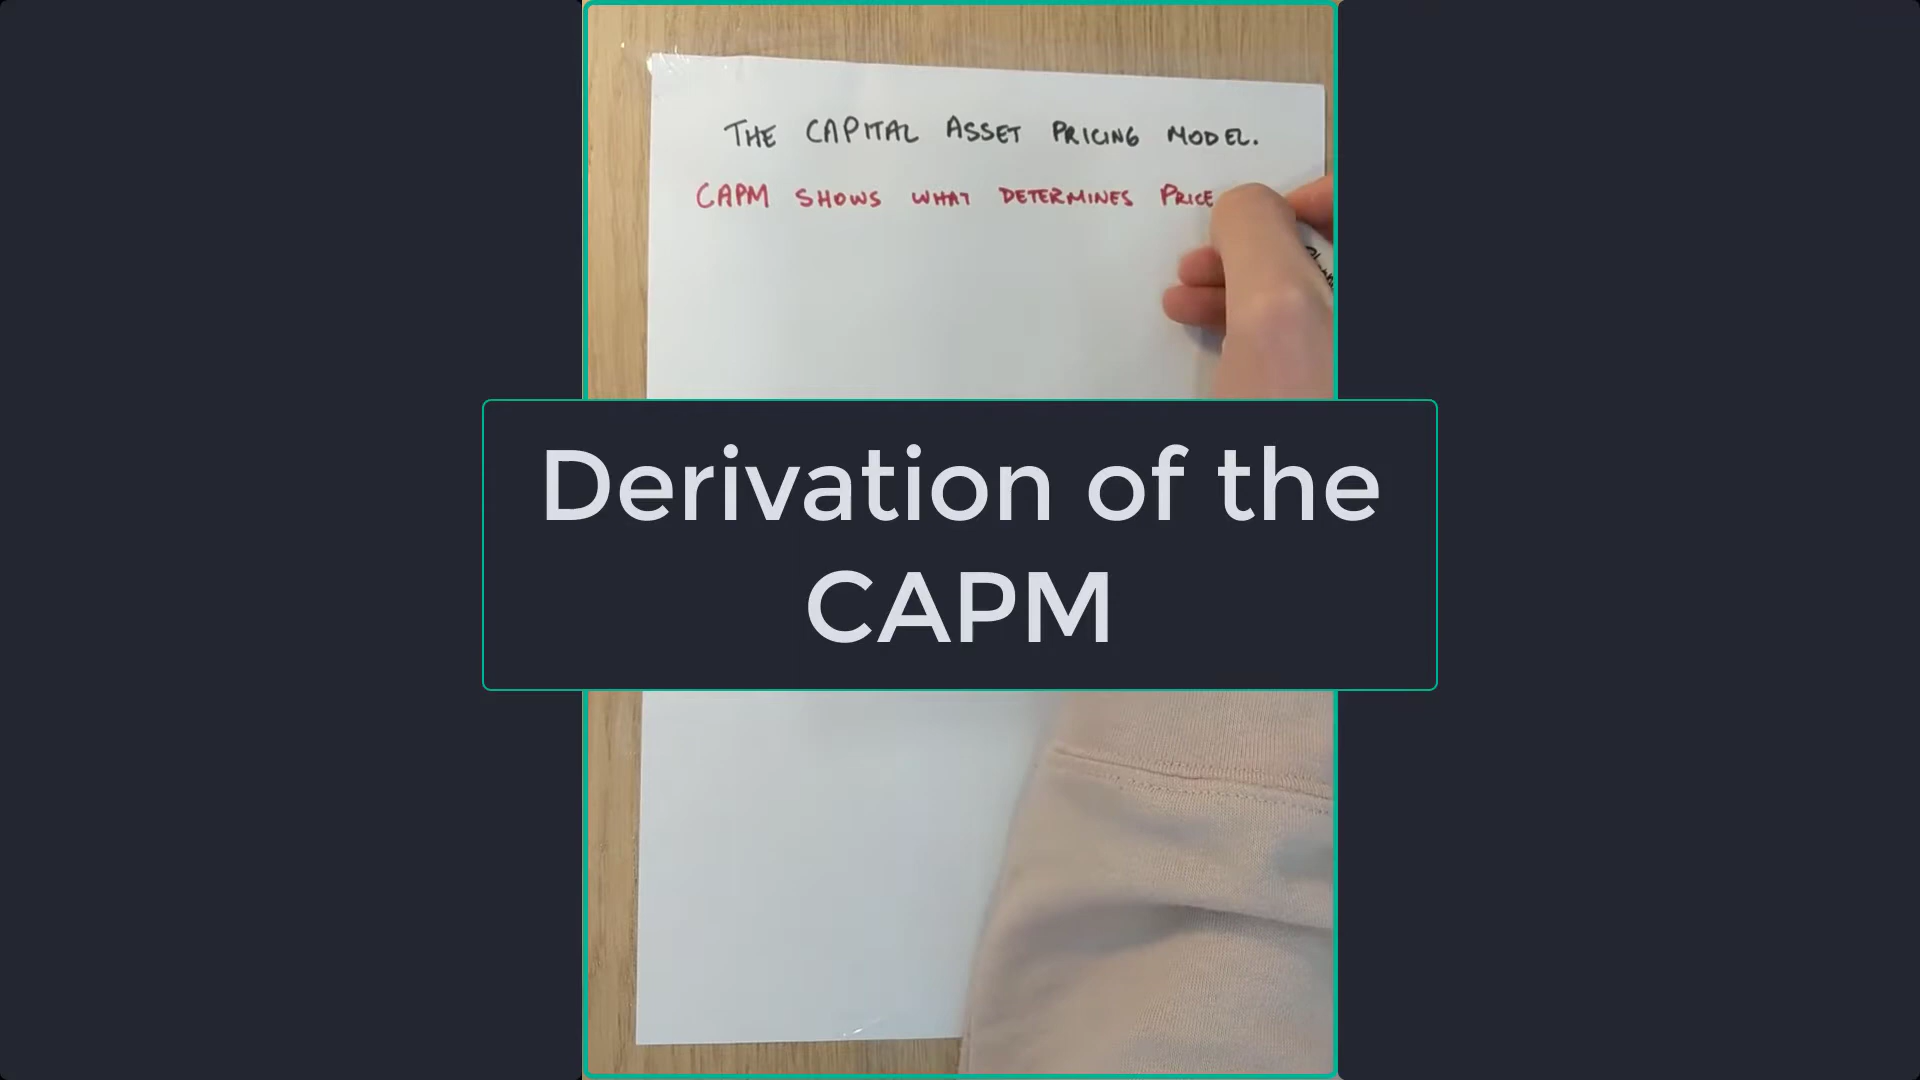 THE CAPITAL ASSET PRICING MODEL.
CAPM SHOWS WHAT DETERMINES PRICE
Derivation of the
CAPM